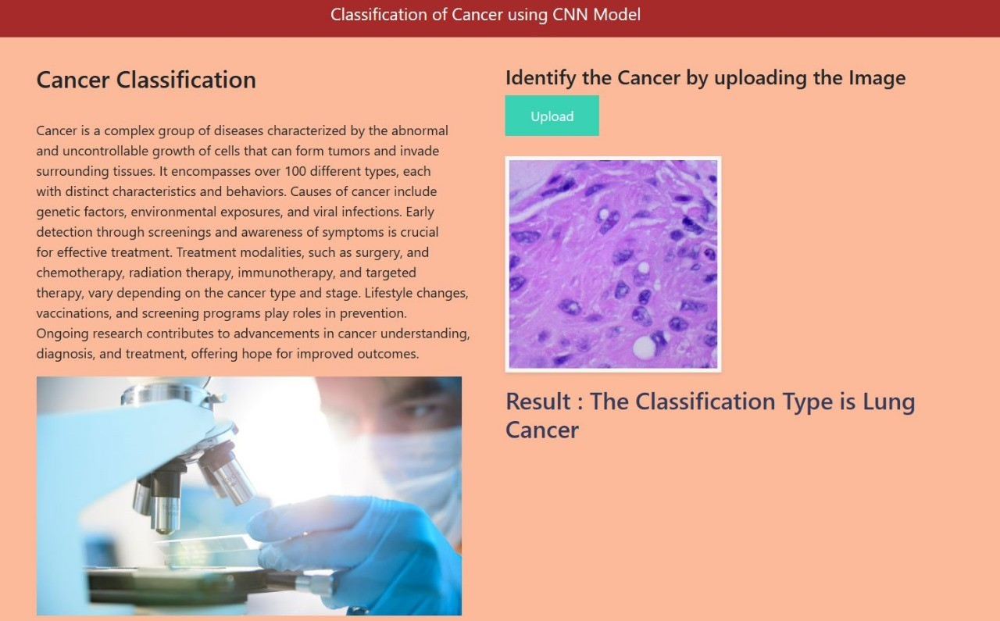 Classification of Cancer using CNN Model
Cancer Classification
Cancer is a complex group of diseases characterized by the abnormal
and uncontrollable growth of cells that can form tumors and invade
surrounding tissues. It encompasses over 100 different types, each
with distinct characteristics and behaviors. Causes of cancer include
genetic factors, environmental exposures, and viral infections. Early
detection through screenings and awareness of symptoms is crucial
for effective treatment. Treatment modalities, such as surgery, and
chemotherapy, radiation therapy, immunotherapy, and targeted
therapy, vary depending on the cancer type and stage. Lifestyle changes,
vaccinations, and screening programs play roles in prevention.
Ongoing research contributes to advancements in cancer understanding,
diagnosis, and treatment, offering hope for improved outcomes.
Identify the Cancer by uploading the Image
Upload
Result : The Classification Type is Lung
Cancer